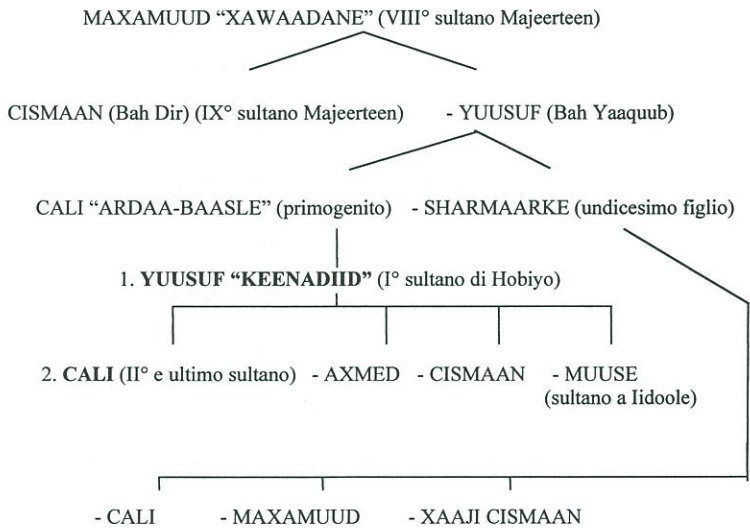 MAXAMUUD “XAWAADANE” (VIII° sultano Majeerteen)
CISMAAN (Bah Dir) (IX° sultano Majeerteen) - YUUSUF (Bah Yaaquub)
CALI “ARDAA-BAASLE” (primogenito) - SHARMAARKE (undicesimo figlio)
1. YUUSUF “KEENADIID” (I° sultano di Hobiyo)
2. CALI (II° e ultimo sultano) - AXMED - CISMAAN - MUUSE
(sultano a Iidoole)
- CALI - MAXAMUUD - XAAJI CISMAAN